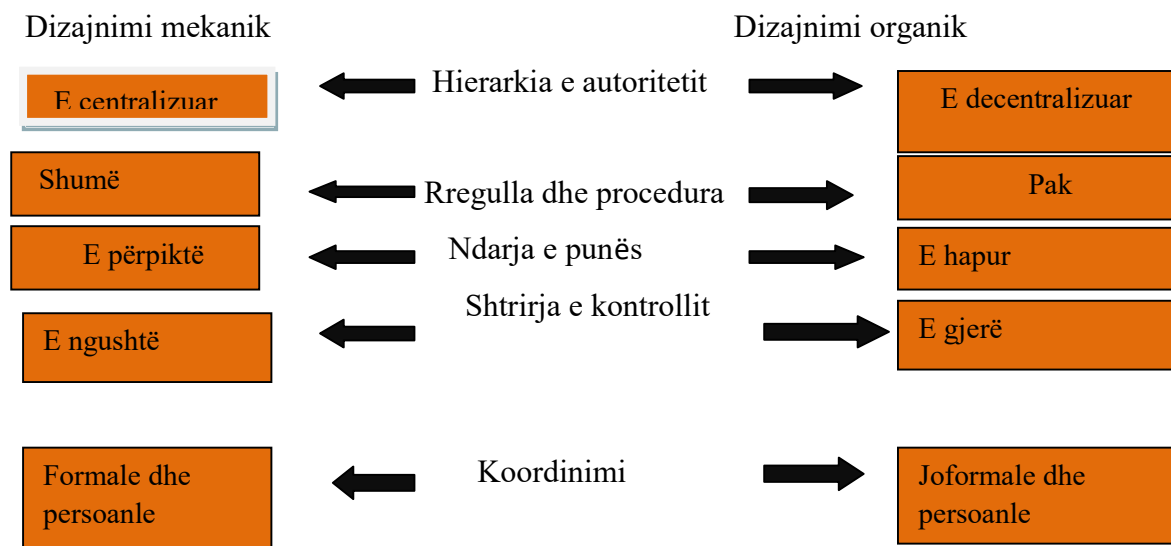 Dizajnimi mekanik
Dizajnimi organik
E centralizuar
Hierarkia e autoritetit
E decentralizuar
Shumë
Rregulla dhe procedura
Pak
E përpiktë
Ndarja e punës
E hapur
E ngushtë
Shtrirja e kontrollit
E gjerë
Formale dhe
persoanle
Koordinimi
Joformale dhe
persoanle